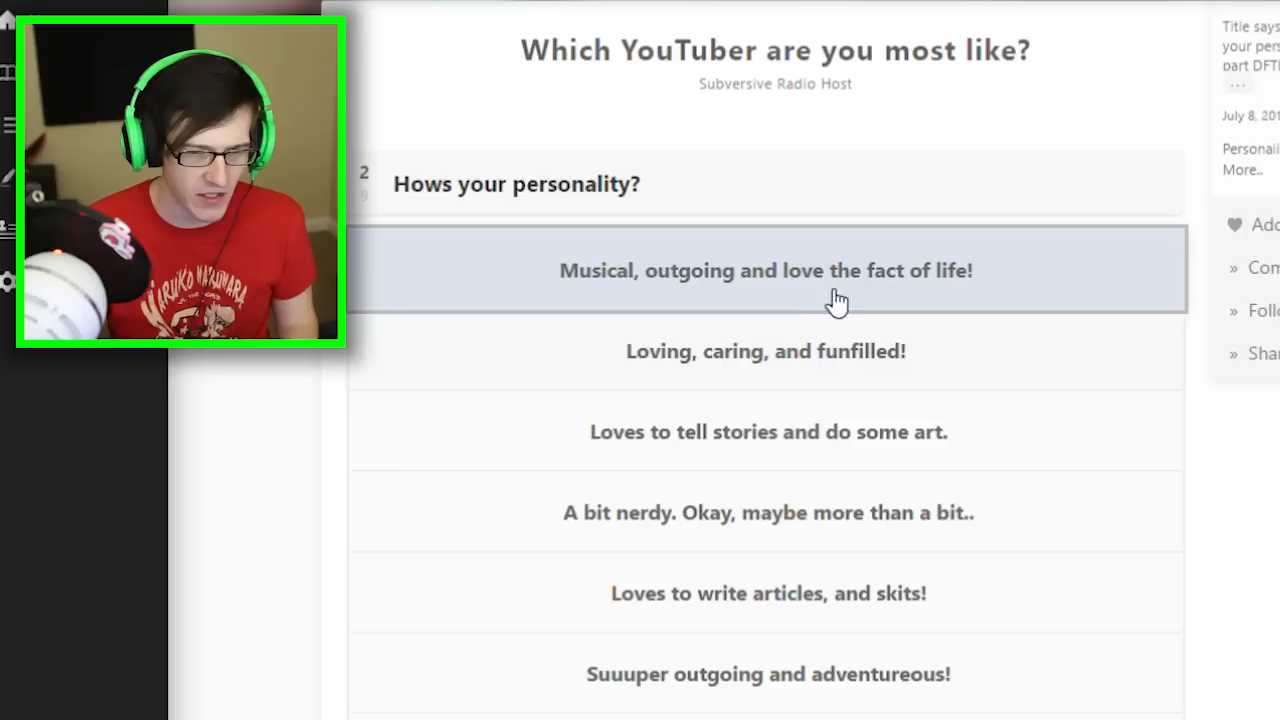 Which YouTuber are you most like?
Subversive Radio Host
2
9
Hows your personality?
Musical, outgoing and love the fact of life!
Loving, caring, and funfilled!
Loves to tell stories and do some art.
A bit nerdy. Okay, maybe more than a bit..
Loves to write articles, and skits!
Suuuper outgoing and adventureous!
Title says
your pers
part DFT
...
July 8, 201
Personali
More..
Add
» Com
» Follo
» Shar